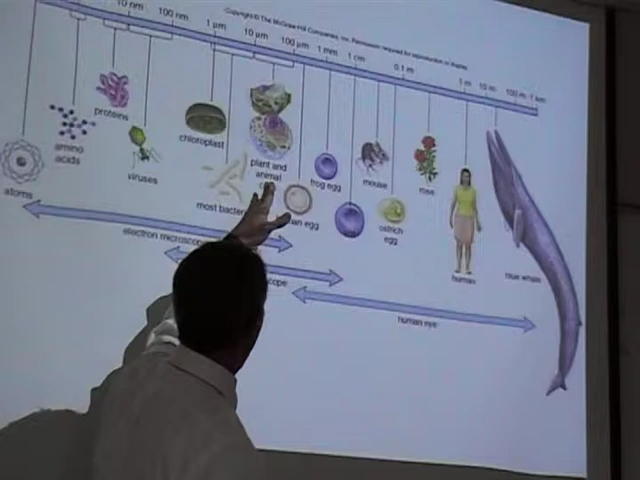 Copyright © The McGraw-Hill Companies, Inc. Permission required for reproduction or display.
10 nm
100 nm
1 μm
10 μm
100 μm
1 mm
1 cm
0.1 m
1 m
10 m
100 m
1 km
proteins
amino
acids
atoms
viruses
chloroplast
plant and
animal
most bacter
an egg
frog egg
mouse
ostrich
egg
rose
human
blue whale
electron microscope
scope
human eye